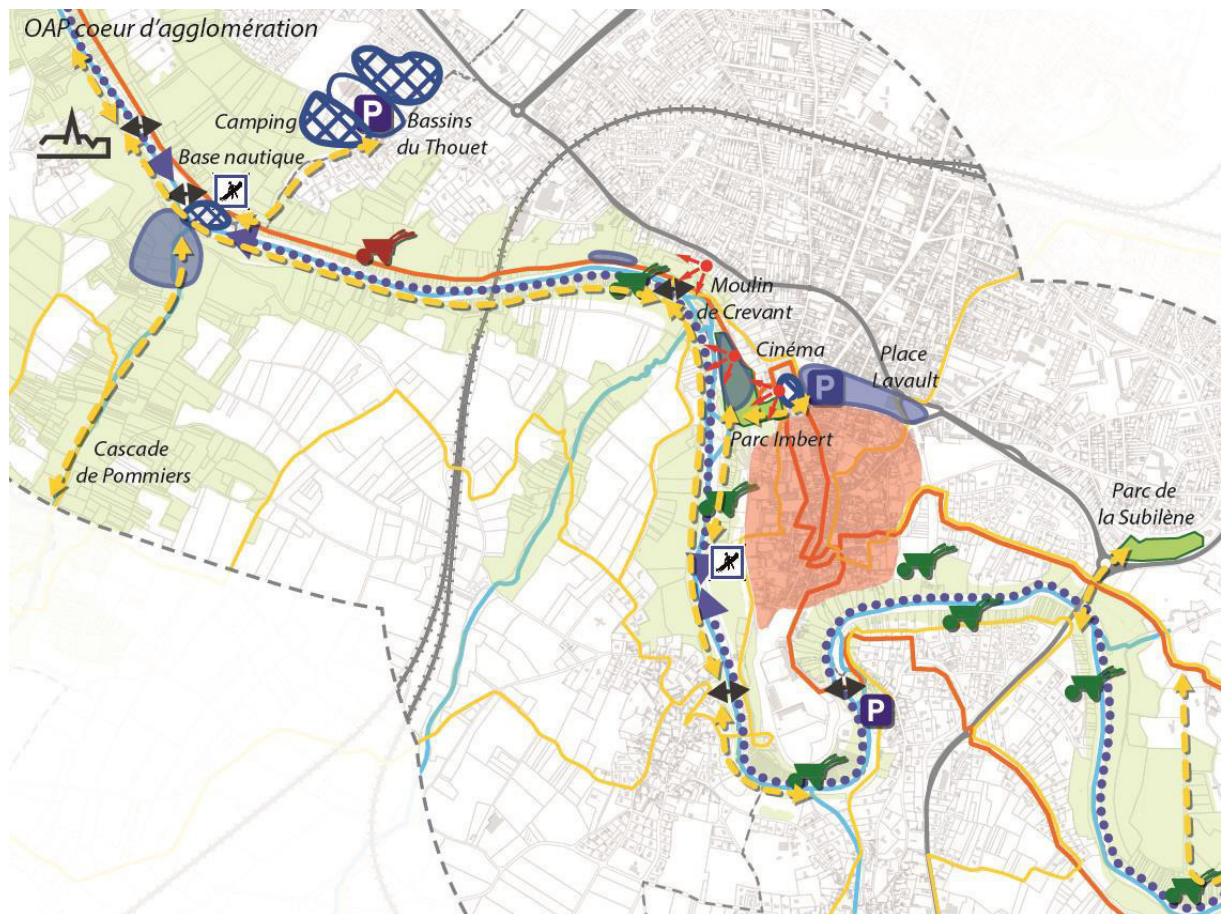 OAP coeur d'agglomération
Camping
P
Bassins
du Thouet
Base nautique
Moulin
de Crevant
Cinéma
Place
Lavault
P
Parc Imbert
Cascade
de Pommiers
Parc de
la Subilène
P